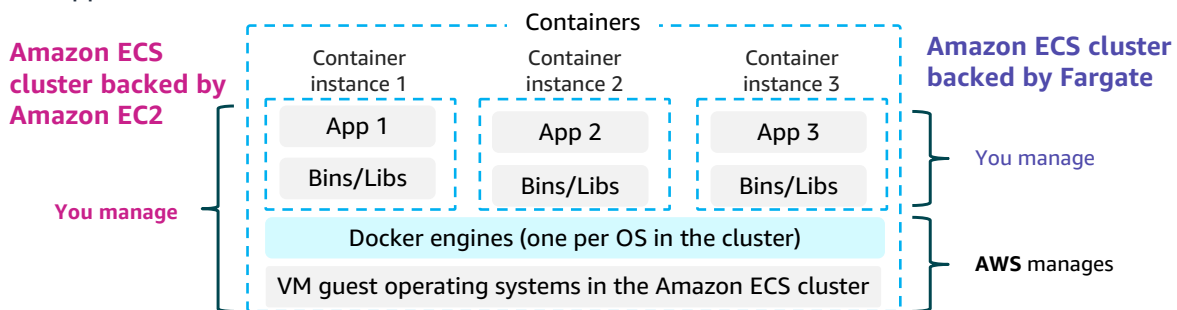 Containers
Amazon ECS
cluster backed by
Amazon EC2
Container
instance 1
Container
instance 2
Container
instance 3
Amazon ECS cluster
backed by Fargate
App 1
App 2
App 3
Bins/Libs
Bins/Libs
Bins/Libs
You manage
You manage
Docker engines (one per OS in the cluster)
VM guest operating systems in the Amazon ECS cluster
AWS manages